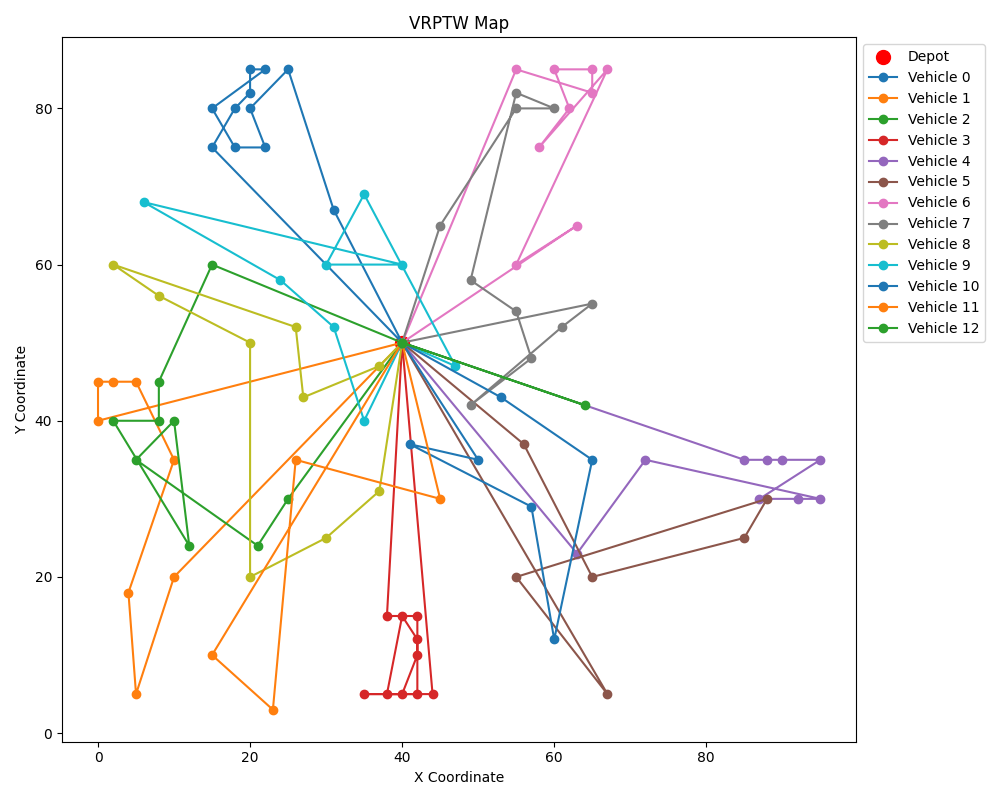 VRPTW Map
Y Coordinate
80
60
40
20
0
0
20
40
60
80
X Coordinate
Depot
Vehicle 0
Vehicle 1
Vehicle 2
Vehicle 3
Vehicle 4
Vehicle 5
Vehicle 6
Vehicle 7
Vehicle 8
Vehicle 9
Vehicle 10
Vehicle 11
Vehicle 12